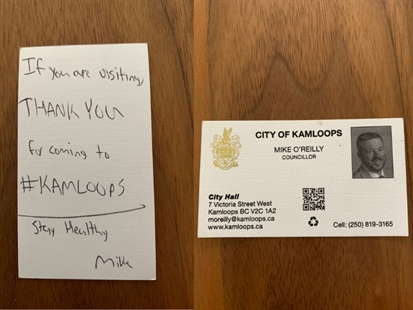 If you are visiting,
THANK YOU
for coming to
#KAMLOOPS
Stay Healthy
Mike
CITY OF KAMLOOPS
MIKE O'REILLY
COUNCILLOR
City Hall
7 Victoria Street West
Kamloops BC V2C 1A2
moreilly@kamloops.ca
www.kamloops.ca
Cell: (250) 819-3165